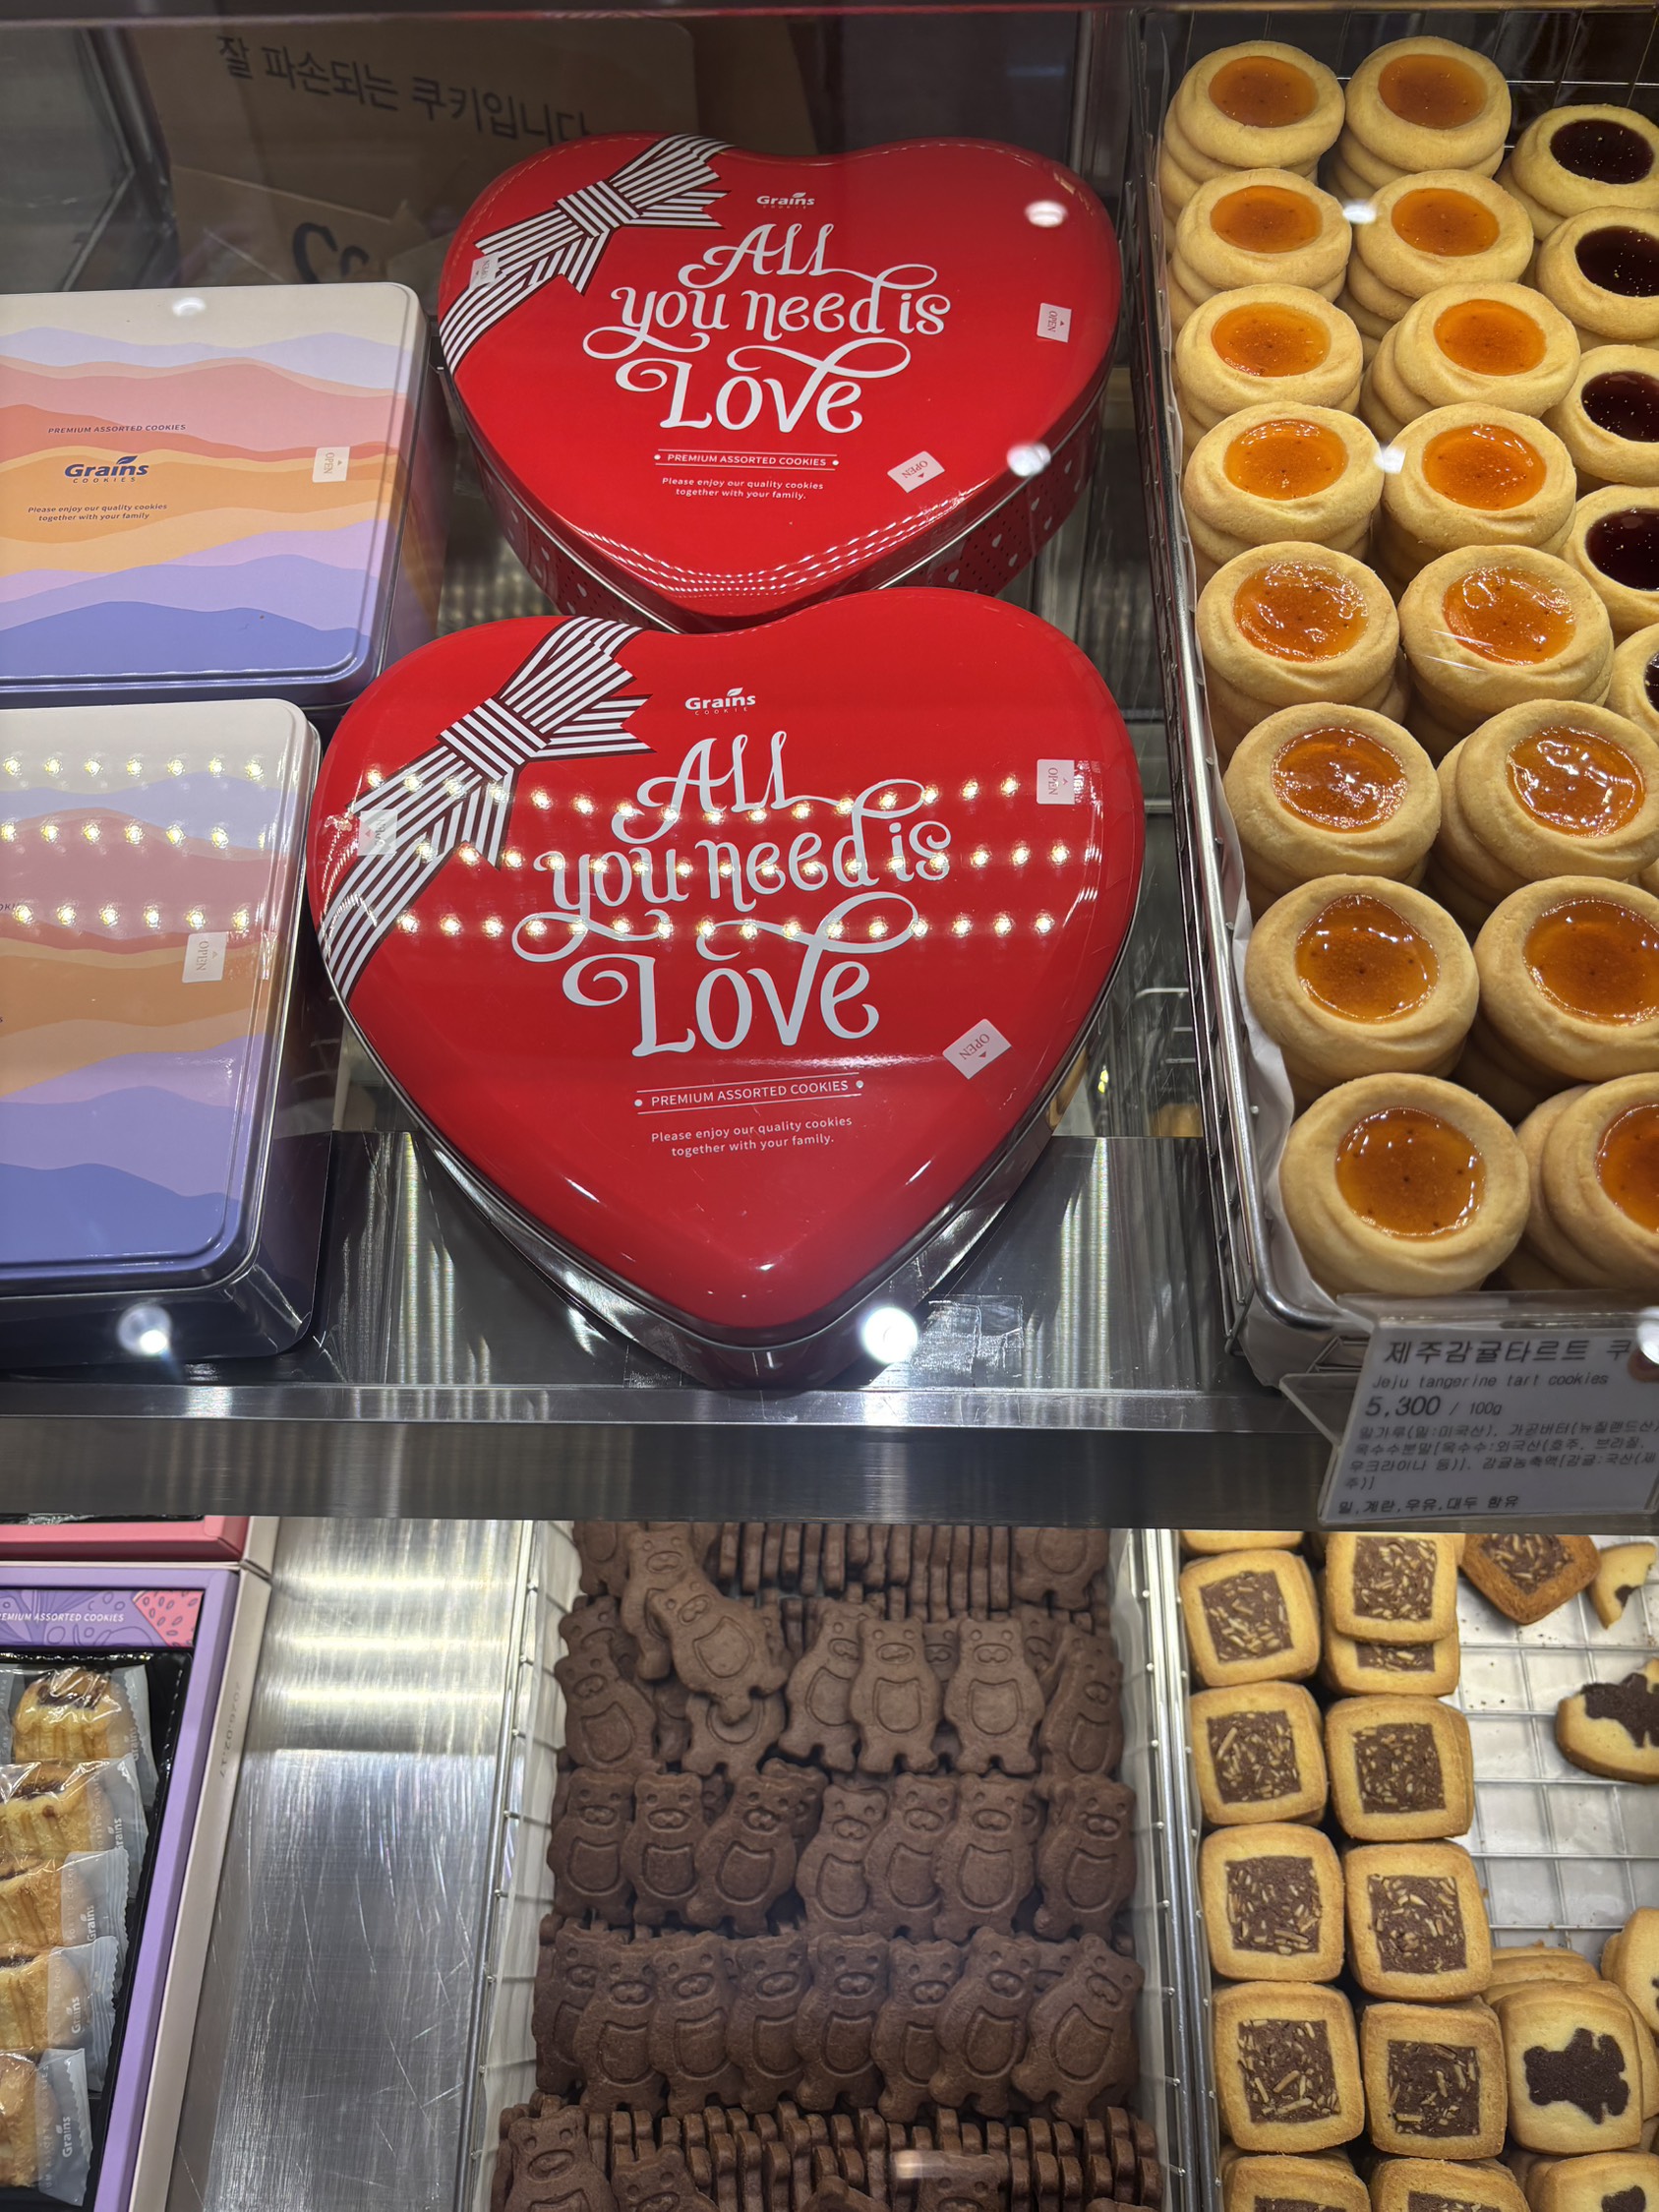 잘 파손되는 쿠키입니다
Grains
COOKIE
All
you need is
Love
PREMIUM ASSORTED COOKIES
Please enjoy our quality cookies
together with your family.
OPEN
OPEN
PREMIUM ASSORTED COOKIES
Grains
COOKIES
Please enjoy our quality cookies
together with your family
OPEN
Grains
COOKIE
All
you need is
Love
PREMIUM ASSORTED COOKIES
Please enjoy our quality cookies
together with your family.
OPEN
OPEN
OPEN
제주감귤타르트 쿠
Jeju tangerine tart cookies
5,300 / 100g
밀가루(밀:미국산), 가공버터(뉴질랜드산)
옥수수분말[옥수수:외국산(호주, 브라질,
우크라이나 등)], 감귤농축액[감귤:국산(제
주)]
밀,계란,우유,대두 함유
PREMIUM ASSORTED COOKIES
Grains
Grains
Grains
Grains